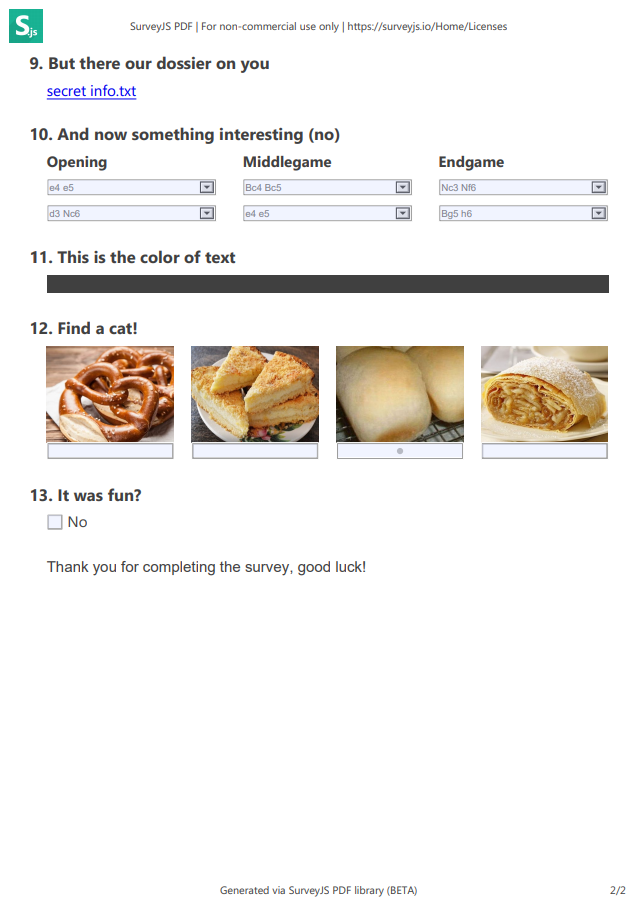 Sjs
SurveyJS PDF | For non-commercial use only | https://surveyjs.io/Home/Licenses
9. But there our dossier on you
secret info.txt
10. And now something interesting (no)
Opening Middlegame Endgame
e4 e5 Bc4 Bc5 Nc3 Nf6
d3 Nc6 e4 e5 Bg5 h6
11. This is the color of text
12. Find a cat!
13. It was fun?
No
Thank you for completing the survey, good luck!
Generated via SurveyJS PDF library (BETA) 2/2